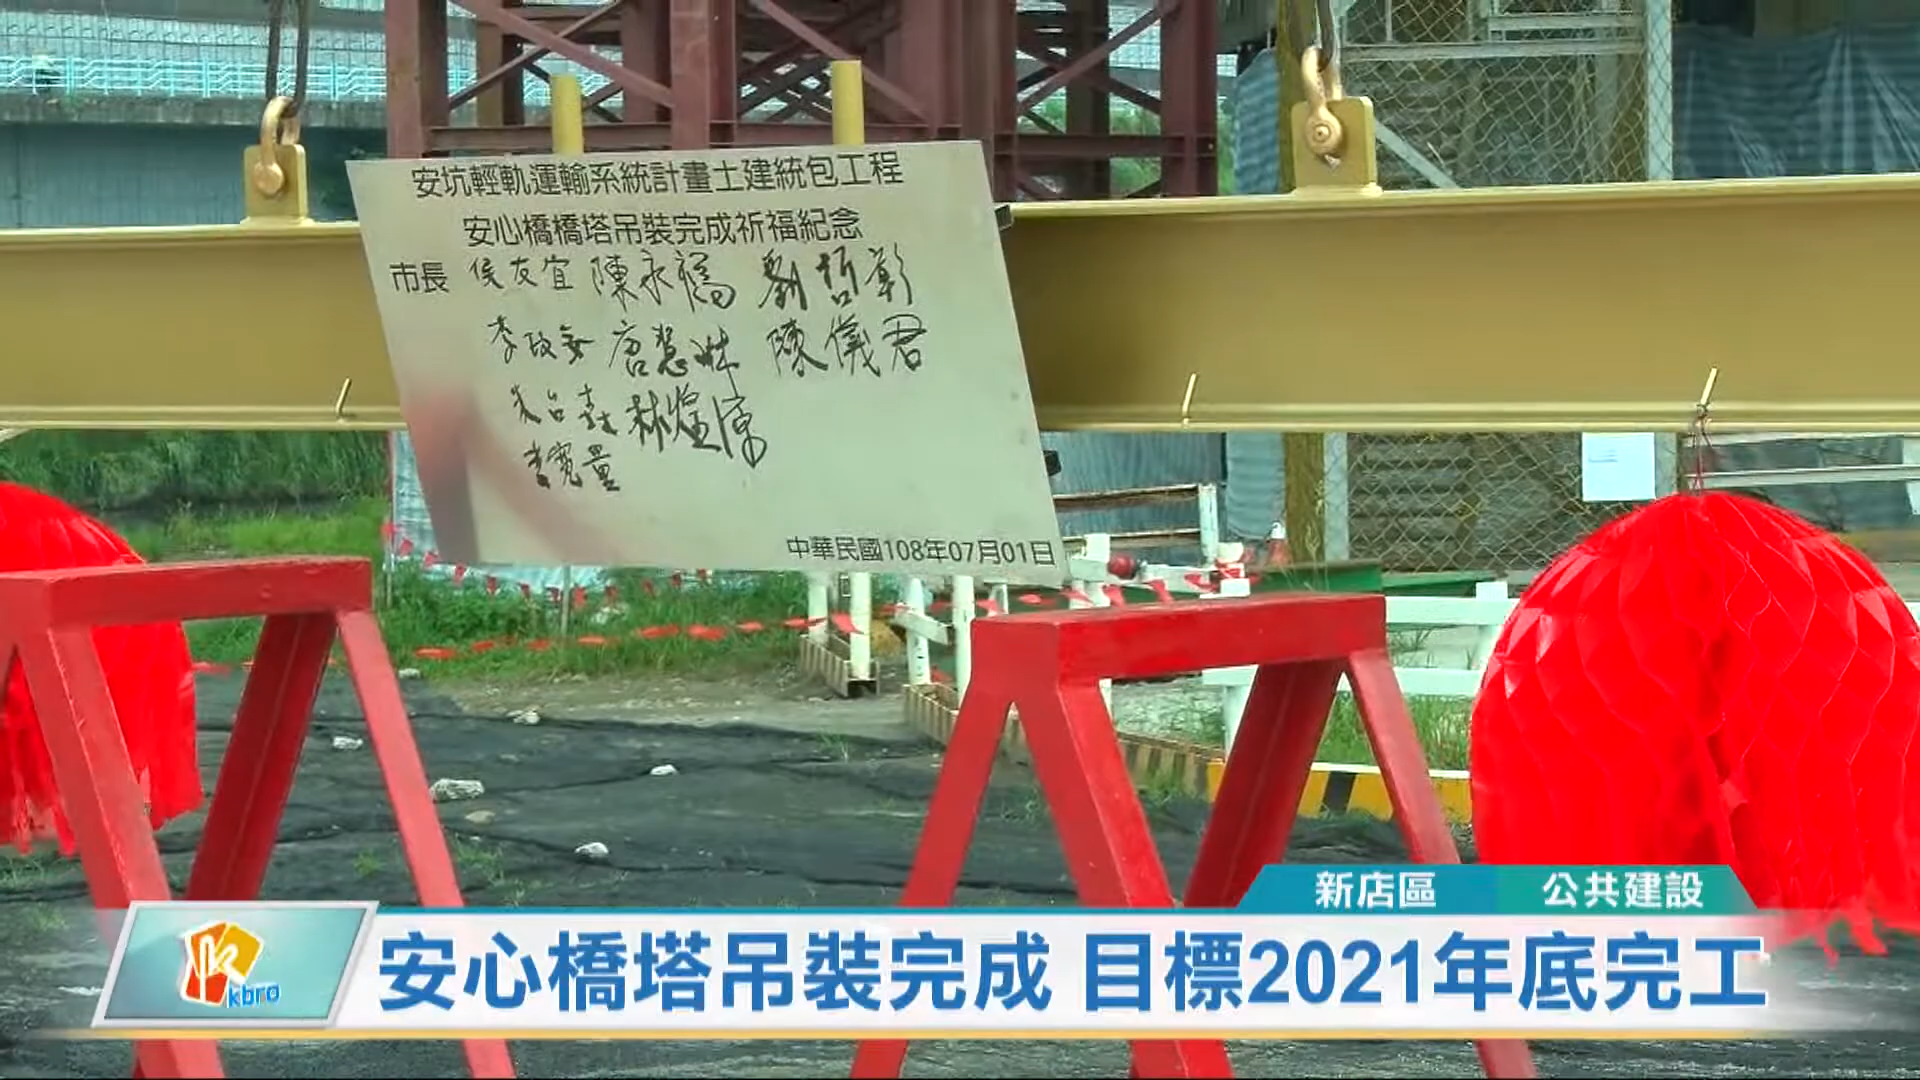 安坑輕軌運輸系統計畫土建統包工程
安心橋橋塔吊裝完成祈福紀念
市長 侯友宜 陳永福 劉哲彰
李政安 唐慧琳 陳儀君
林
中華民國108年07月01日
新店區 公共建設
kbro
安心橋塔吊裝完成 目標2021年底完工